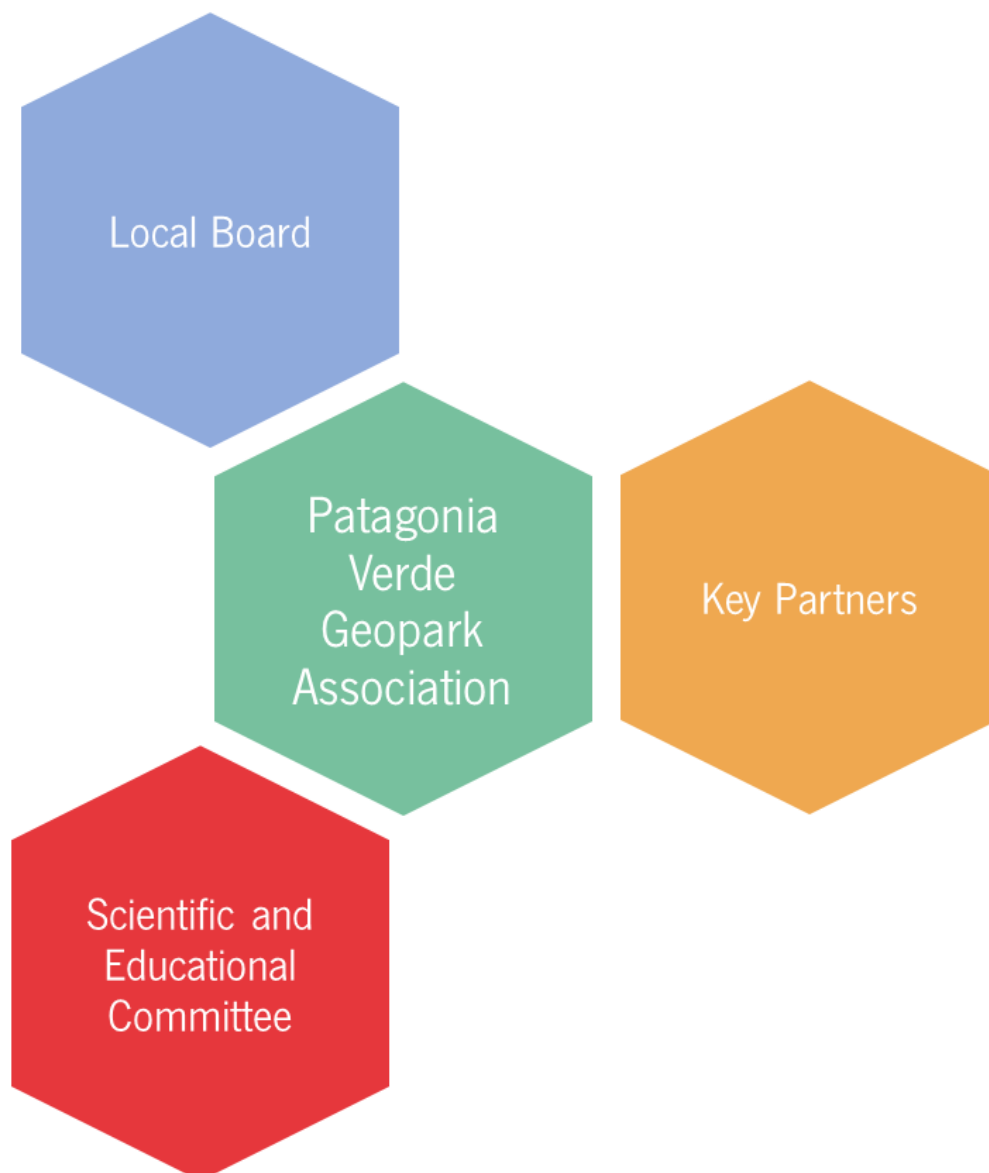 Local Board
Patagonia
Verde
Geopark
Association
Key Partners
Scientific and
Educational
Committee